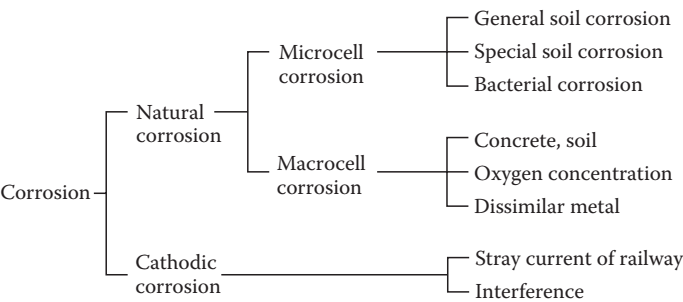 General soil corrosion
Microcell
corrosion
Special soil corrosion
Bacterial corrosion
Natural
corrosion
Concrete, soil
Macrocell
corrosion
Oxygen concentration
Corrosion
Dissimilar metal
Cathodic
corrosion
Stray current of railway
Interference